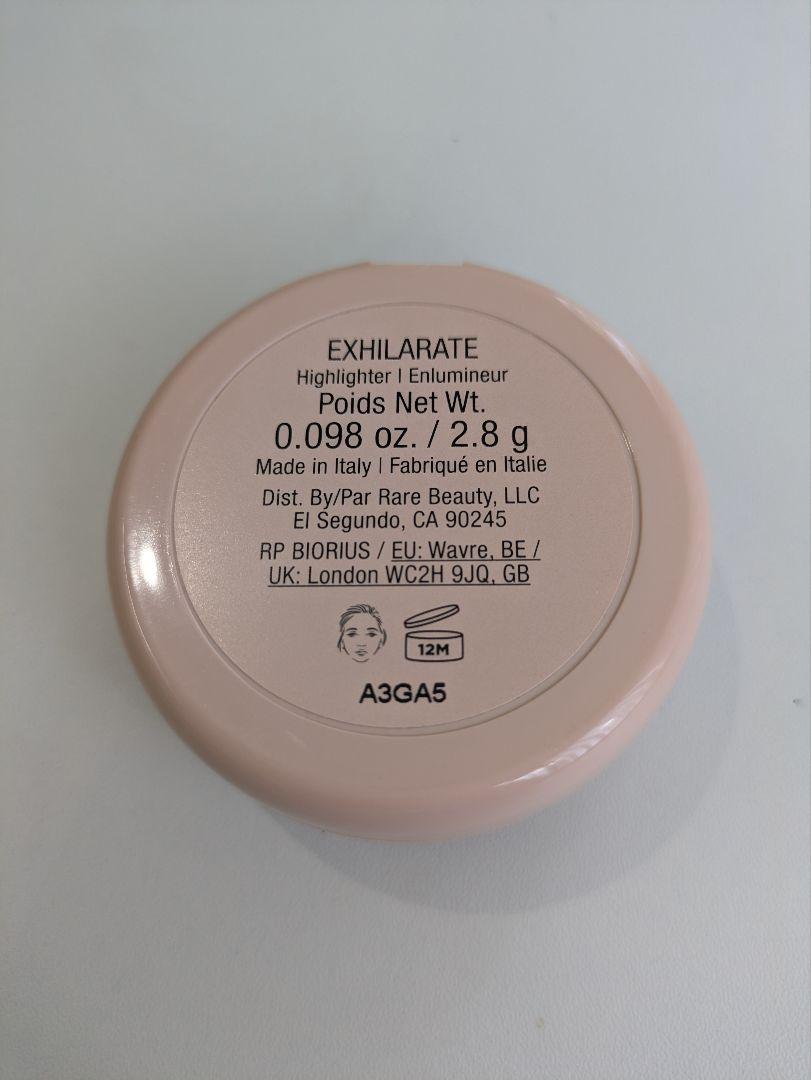 EXHILARATE
Highlighter | Enlumineur
Poids Net Wt.
0.098 oz. / 2.8 g
Made in Italy | Fabriqué en Italie
Dist. By/Par Rare Beauty, LLC
El Segundo, CA 90245
RP BIORIUS / EU: Wavre, BE /
UK: London WC2H 9JQ, GB
12M
A3GA5